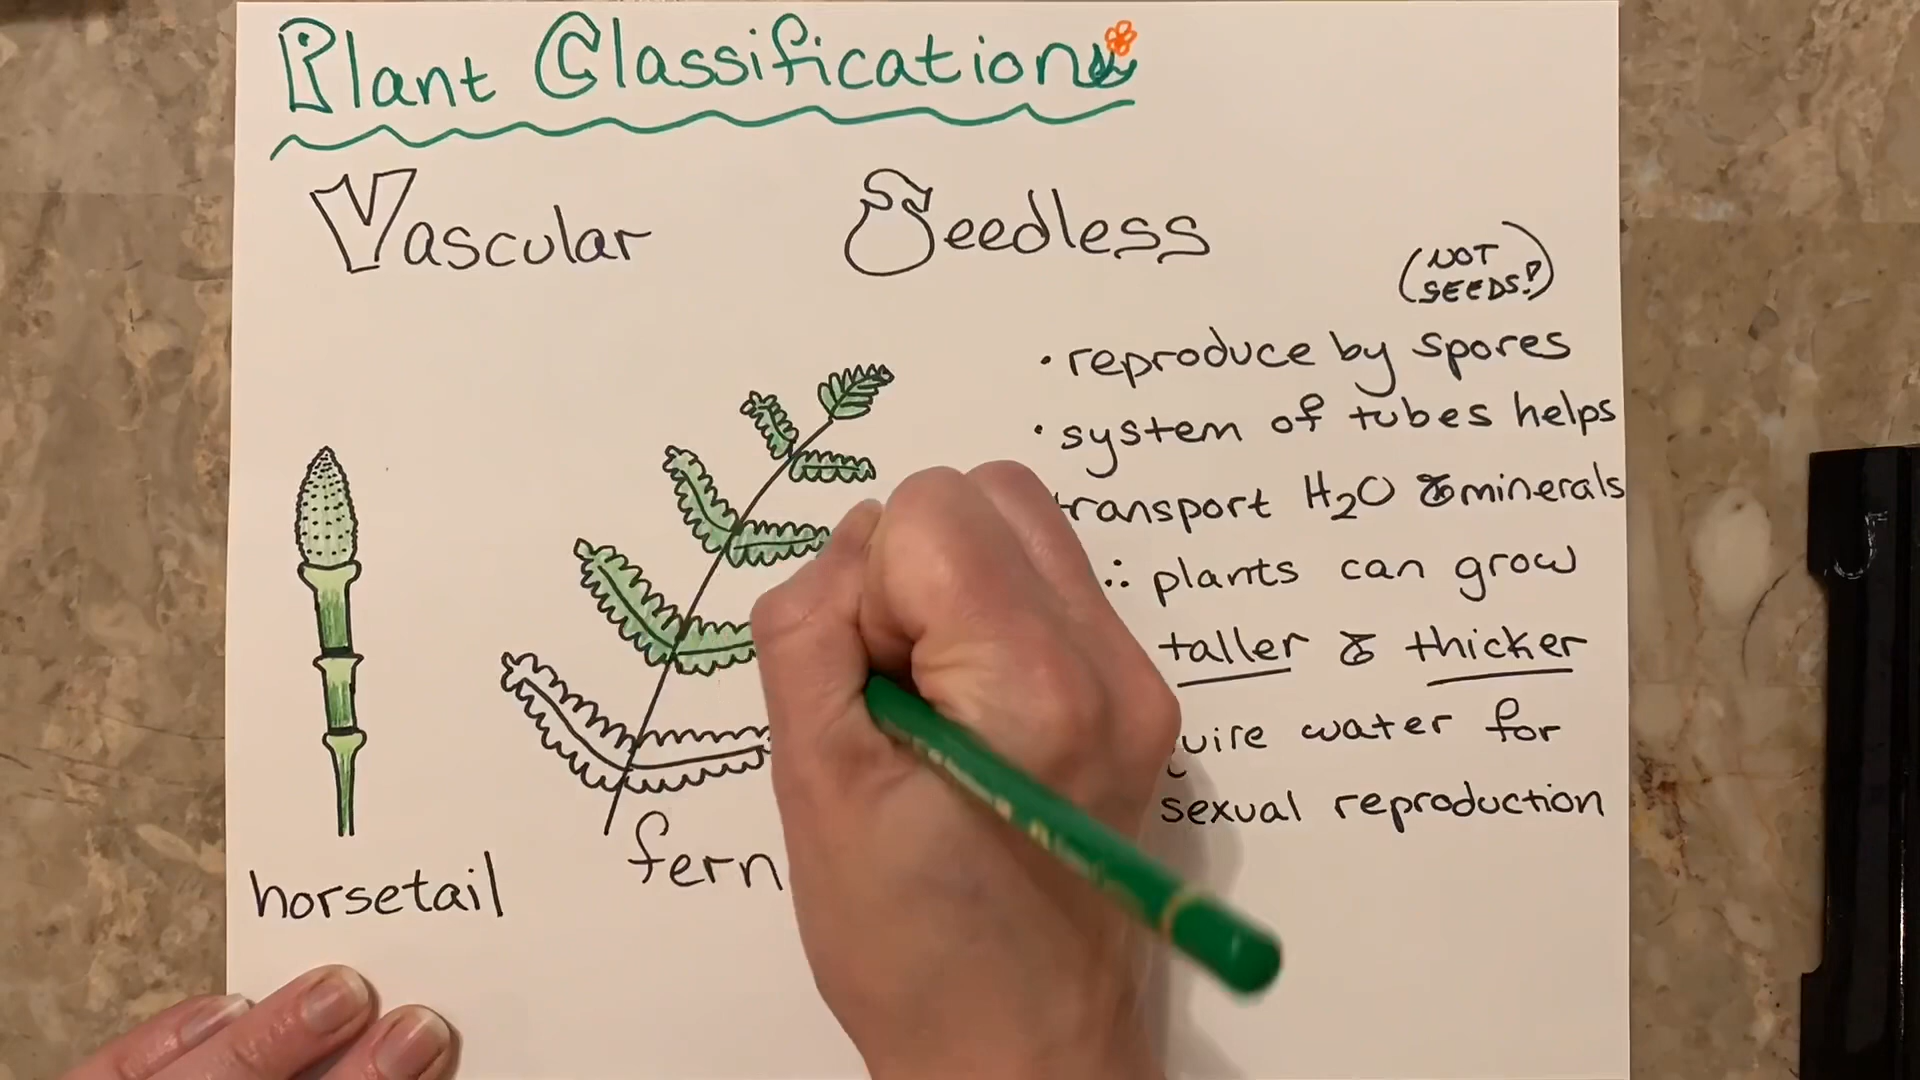 Plant Classifications
Vascular Seedless
(NOT
SEEDS!)
• reproduce by spores
• system of tubes helps
transport H₂O & minerals
∴ plants can grow
taller & thicker
water for
sexual reproduction
horsetail
fern